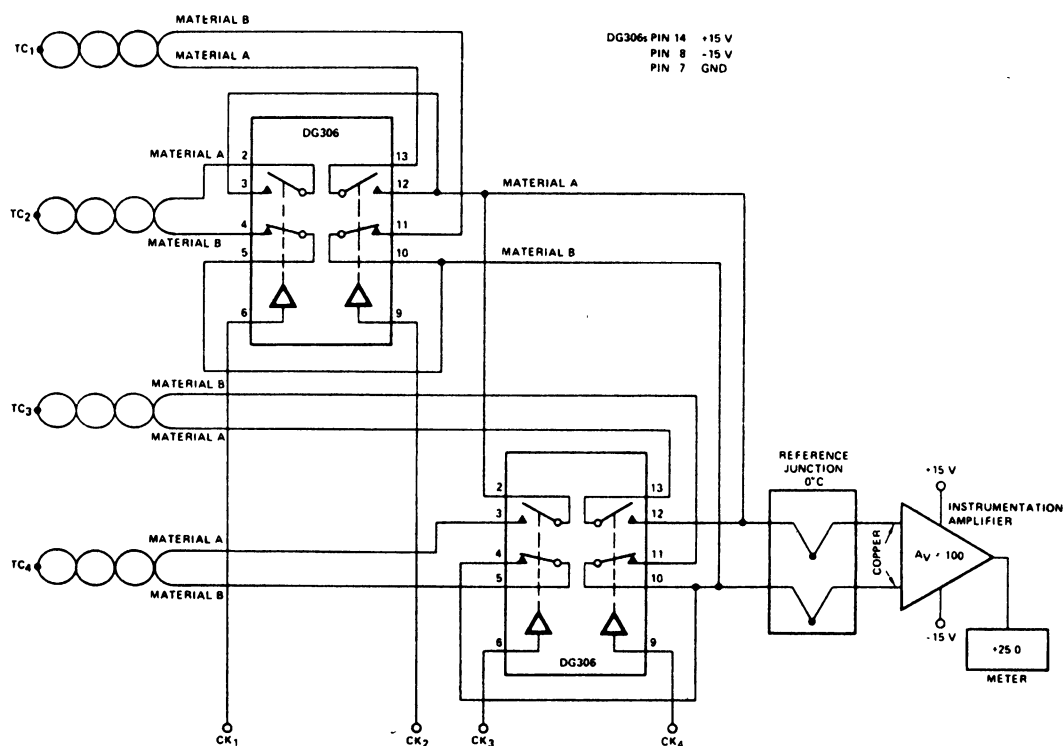 MATERIAL B
TC1
MATERIAL A
DG306s PIN 14 +15 V
PIN 8 -15 V
PIN 7 GND
DG306
MATERIAL A
2
13
3
12
MATERIAL A
TC2
4
11
MATERIAL B
5
10
MATERIAL B
6
9
MATERIAL B
TC3
MATERIAL A
REFERENCE
JUNCTION
0°C
+15 V
INSTRUMENTATION
AMPLIFIER
2
13
3
12
MATERIAL A
4
11
TC4
COPPER
AV - 100
5
10
MATERIAL B
6
9
-15 V
DG306
+25 0
METER
CK1
CK2
CK3
CK4